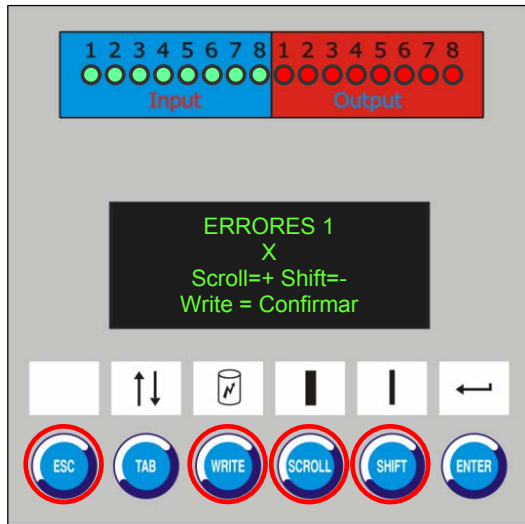 1 2 3 4 5 6 7 8 1 2 3 4 5 6 7 8
Input Output
ERRORES 1
X
Scroll=+ Shift=-
Write = Confirmar
ESC TAB WRITE SCROLL SHIFT ENTER